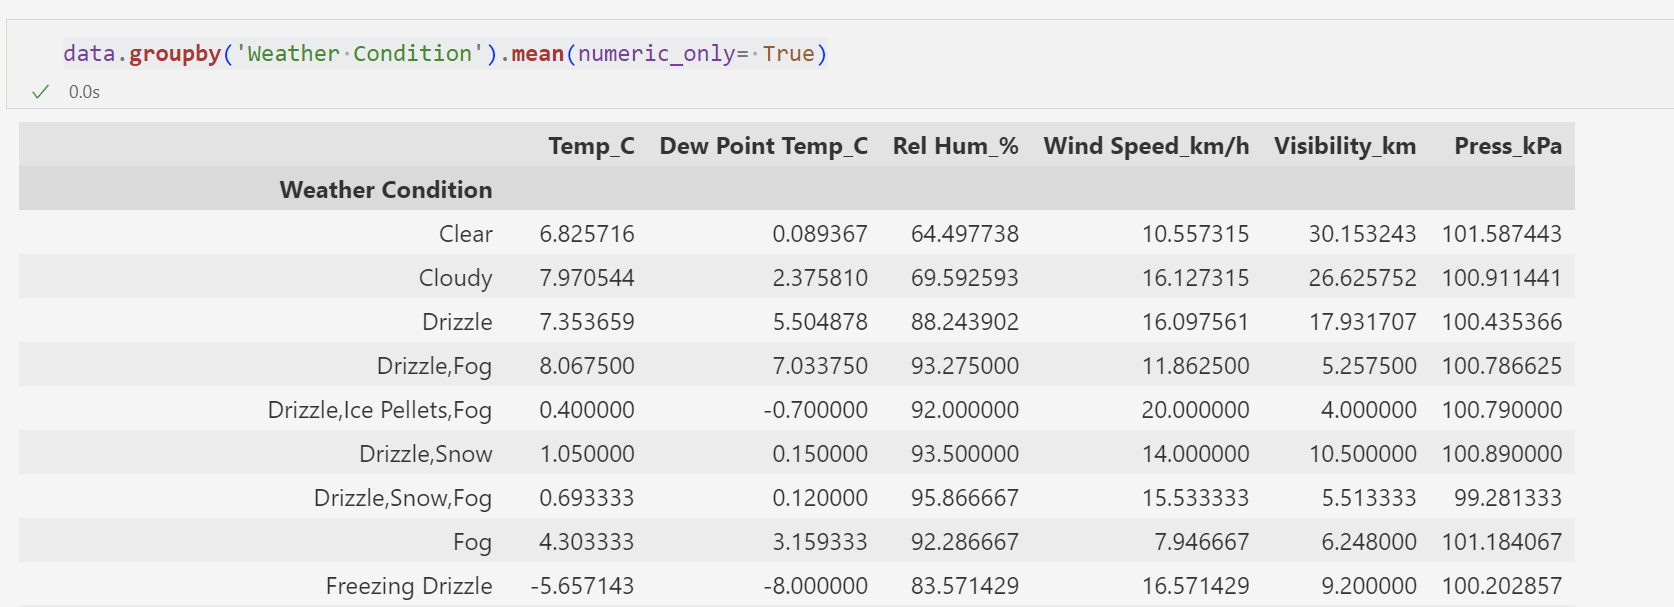 data.groupby('Weather Condition').mean(numeric_only= True)
0.0s
Temp_C Dew Point Temp_C Rel Hum_% Wind Speed_km/h Visibility_km Press_kPa
Weather Condition
Clear 6.825716 0.089367 64.497738 10.557315 30.153243 101.587443
Cloudy 7.970544 2.375810 69.592593 16.127315 26.625752 100.911441
Drizzle 7.353659 5.504878 88.243902 16.097561 17.931707 100.435366
Drizzle,Fog 8.067500 7.033750 93.275000 11.862500 5.257500 100.786625
Drizzle,Ice Pellets,Fog 0.400000 -0.700000 92.000000 20.000000 4.000000 100.790000
Drizzle,Snow 1.050000 0.150000 93.500000 14.000000 10.500000 100.890000
Drizzle,Snow,Fog 0.693333 0.120000 95.866667 15.533333 5.513333 99.281333
Fog 4.303333 3.159333 92.286667 7.946667 6.248000 101.184067
Freezing Drizzle -5.657143 -8.000000 83.571429 16.571429 9.200000 100.202857